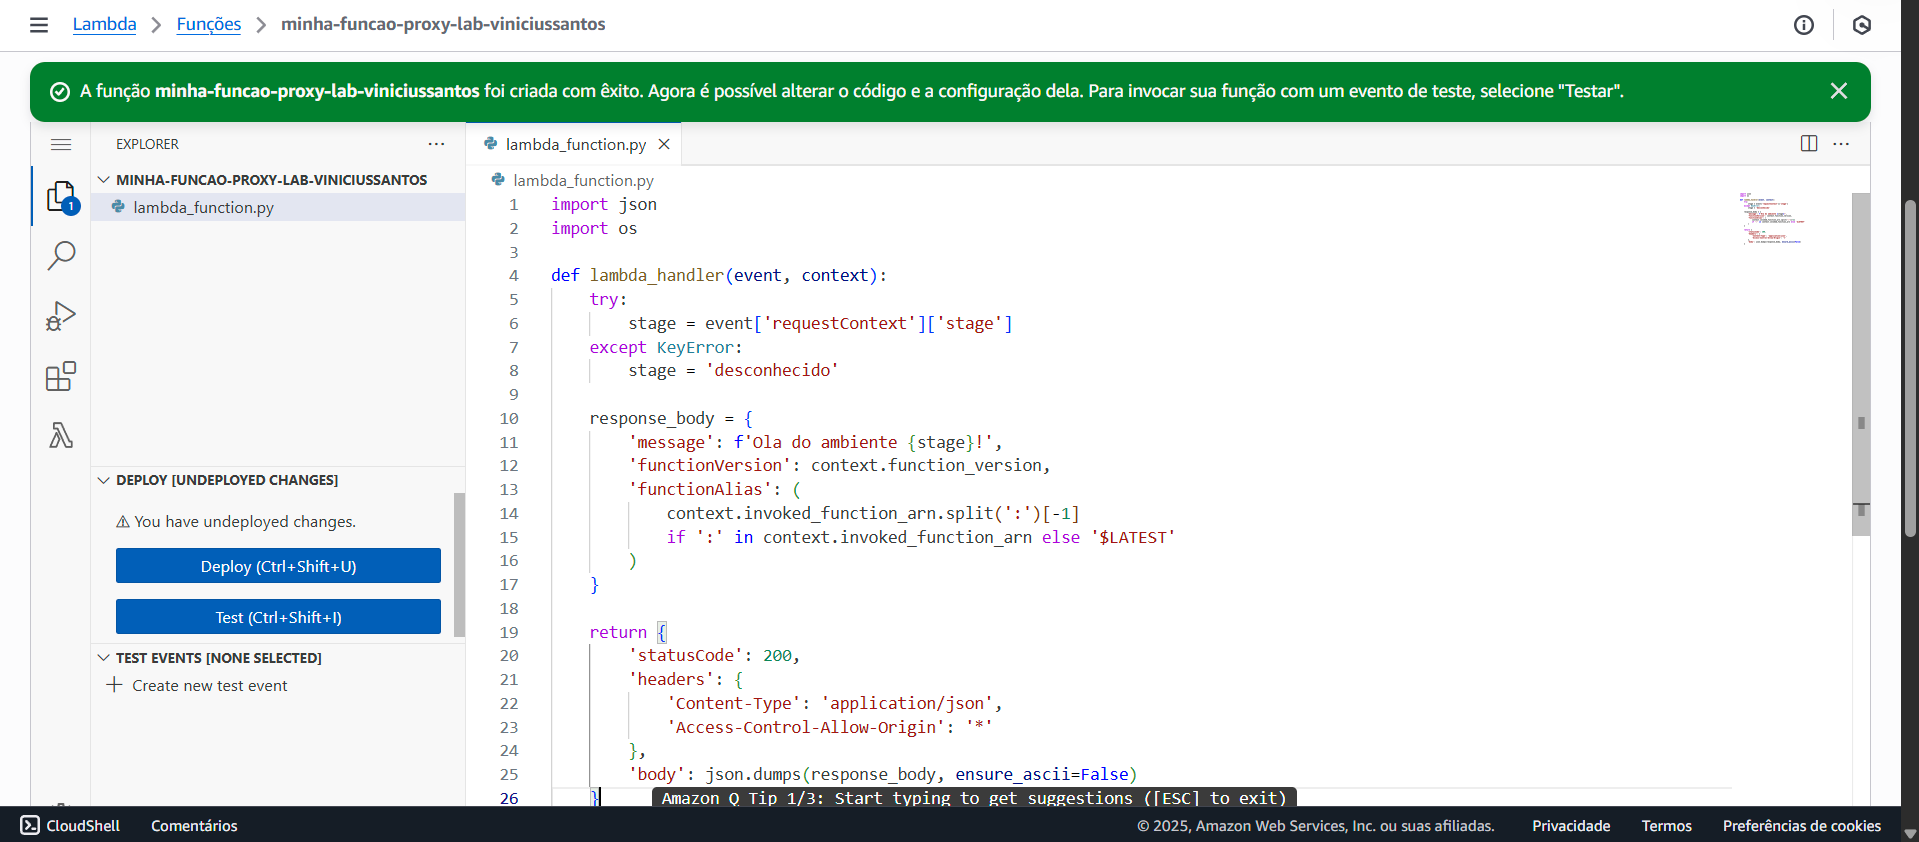 Lambda > Funções > minha-funcao-proxy-lab-viniciussantos
A função minha-funcao-proxy-lab-viniciussantos foi criada com êxito. Agora é possível alterar o código e a configuração dela. Para invocar sua função com um evento de teste, selecione "Testar".
EXPLORER
MINHA-FUNCAO-PROXY-LAB-VINICIUSSANTOS
1
lambda_function.py
DEPLOY [UNDEPLOYED CHANGES]
You have undeployed changes.
Deploy (Ctrl+Shift+U)
Test (Ctrl+Shift+I)
TEST EVENTS [NONE SELECTED]
Create new test event
lambda_function.py
lambda_function.py
1 import json
2 import os
3
4 def lambda_handler(event, context):
5     try:
6         stage = event['requestContext']['stage']
7     except KeyError:
8         stage = 'desconhecido'
9
10     response_body = {
11         'message': f'Ola do ambiente {stage}!',
12         'functionVersion': context.function_version,
13         'functionAlias': (
14             context.invoked_function_arn.split(':')[-1]
15             if ':' in context.invoked_function_arn else '$LATEST'
16         )
17     }
18
19     return {
20         'statusCode': 200,
21         'headers': {
22             'Content-Type': 'application/json',
23             'Access-Control-Allow-Origin': '*'
24         },
25         'body': json.dumps(response_body, ensure_ascii=False)
26     }
Amazon Q Tip 1/3: Start typing to get suggestions ([ESC] to exit)
CloudShell
Comentários
© 2025, Amazon Web Services, Inc. ou suas afiliadas.
Privacidade
Termos
Preferências de cookies